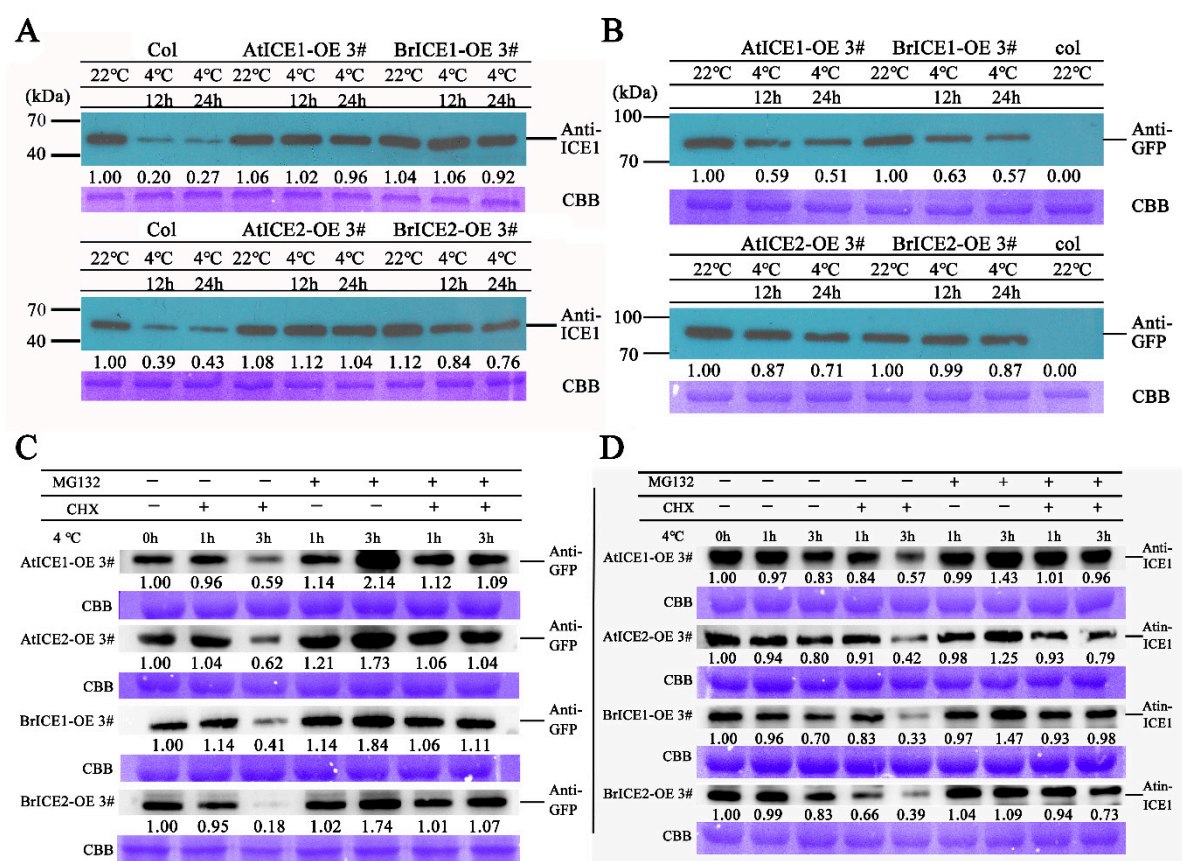 A
Col AtICE1-OE 3# BrICE1-OE 3#
22℃ 4℃ 4℃ 22℃ 4℃ 4℃ 22℃ 4℃ 4℃
(kDa) 12h 24h 12h 24h 12h 24h
70
40
Anti-
ICE1
1.00 0.20 0.27 1.06 1.02 0.96 1.04 1.06 0.92
CBB
Col AtICE2-OE 3# BrICE2-OE 3#
22℃ 4℃ 4℃ 22℃ 4℃ 4℃ 22℃ 4℃ 4℃
12h 24h 12h 24h 12h 24h
70
40
Anti-
ICE1
1.00 0.39 0.43 1.08 1.12 1.04 1.12 0.84 0.76
CBB
B
AtICE1-OE 3# BrICE1-OE 3# col
22℃ 4℃ 4℃ 22℃ 4℃ 4℃ 22℃
(kDa) 12h 24h 12h 24h
100
70
Anti-
GFP
1.00 0.59 0.51 1.00 0.63 0.57 0.00
CBB
AtICE2-OE 3# BrICE2-OE 3# col
22℃ 4℃ 4℃ 22℃ 4℃ 4℃ 22℃
12h 24h 12h 24h
100
70
Anti-
GFP
1.00 0.87 0.71 1.00 0.99 0.87 0.00
CBB
C
MG132 − − − + + + +
CHX − + + − − + +
4 ℃ 0h 1h 3h 1h 3h 1h 3h
AtICE1-OE 3# Anti-
GFP
1.00 0.96 0.59 1.14 2.14 1.12 1.09
CBB
AtICE2-OE 3# Anti-
GFP
1.00 1.04 0.62 1.21 1.73 1.06 1.04
CBB
BrICE1-OE 3# Anti-
GFP
1.00 1.14 0.41 1.14 1.84 1.06 1.11
CBB
BrICE2-OE 3# Anti-
GFP
1.00 0.95 0.18 1.02 1.74 1.01 1.07
CBB
D
MG132 − − − − − + + + +
CHX − − − + + − − + +
4℃ 0h 1h 3h 1h 3h 1h 3h 1h 3h
AtICE1-OE 3# Anti-
ICE1
1.00 0.97 0.83 0.84 0.57 0.99 1.43 1.01 0.96
CBB
AtICE2-OE 3# Atin-
ICE1
1.00 0.94 0.80 0.91 0.42 0.98 1.25 0.93 0.79
CBB
BrICE1-OE 3# Atin-
ICE1
1.00 0.96 0.70 0.83 0.33 0.97 1.47 0.93 0.98
CBB
BrICE2-OE 3# Atin-
ICE1
1.00 0.99 0.83 0.66 0.39 1.04 1.09 0.94 0.73
CBB